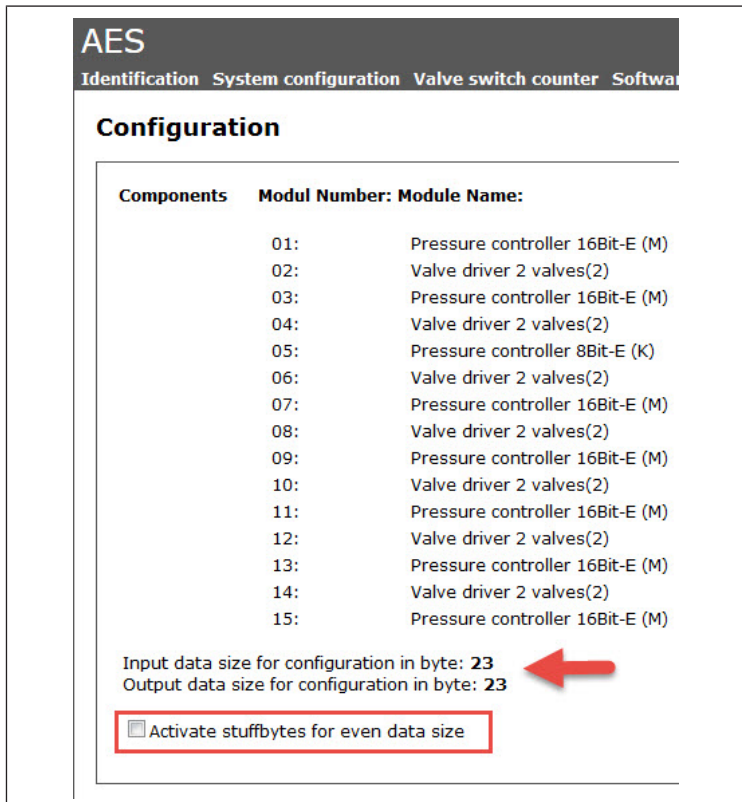 AES
Identification System configuration Valve switch counter Softwar
Configuration
Components Modul Number: Module Name:
01: Pressure controller 16Bit-E (M)
02: Valve driver 2 valves(2)
03: Pressure controller 16Bit-E (M)
04: Valve driver 2 valves(2)
05: Pressure controller 8Bit-E (K)
06: Valve driver 2 valves(2)
07: Pressure controller 16Bit-E (M)
08: Valve driver 2 valves(2)
09: Pressure controller 16Bit-E (M)
10: Valve driver 2 valves(2)
11: Pressure controller 16Bit-E (M)
12: Valve driver 2 valves(2)
13: Pressure controller 16Bit-E (M)
14: Valve driver 2 valves(2)
15: Pressure controller 16Bit-E (M)
Input data size for configuration in byte: 23
Output data size for configuration in byte: 23
Activate stuffbytes for even data size